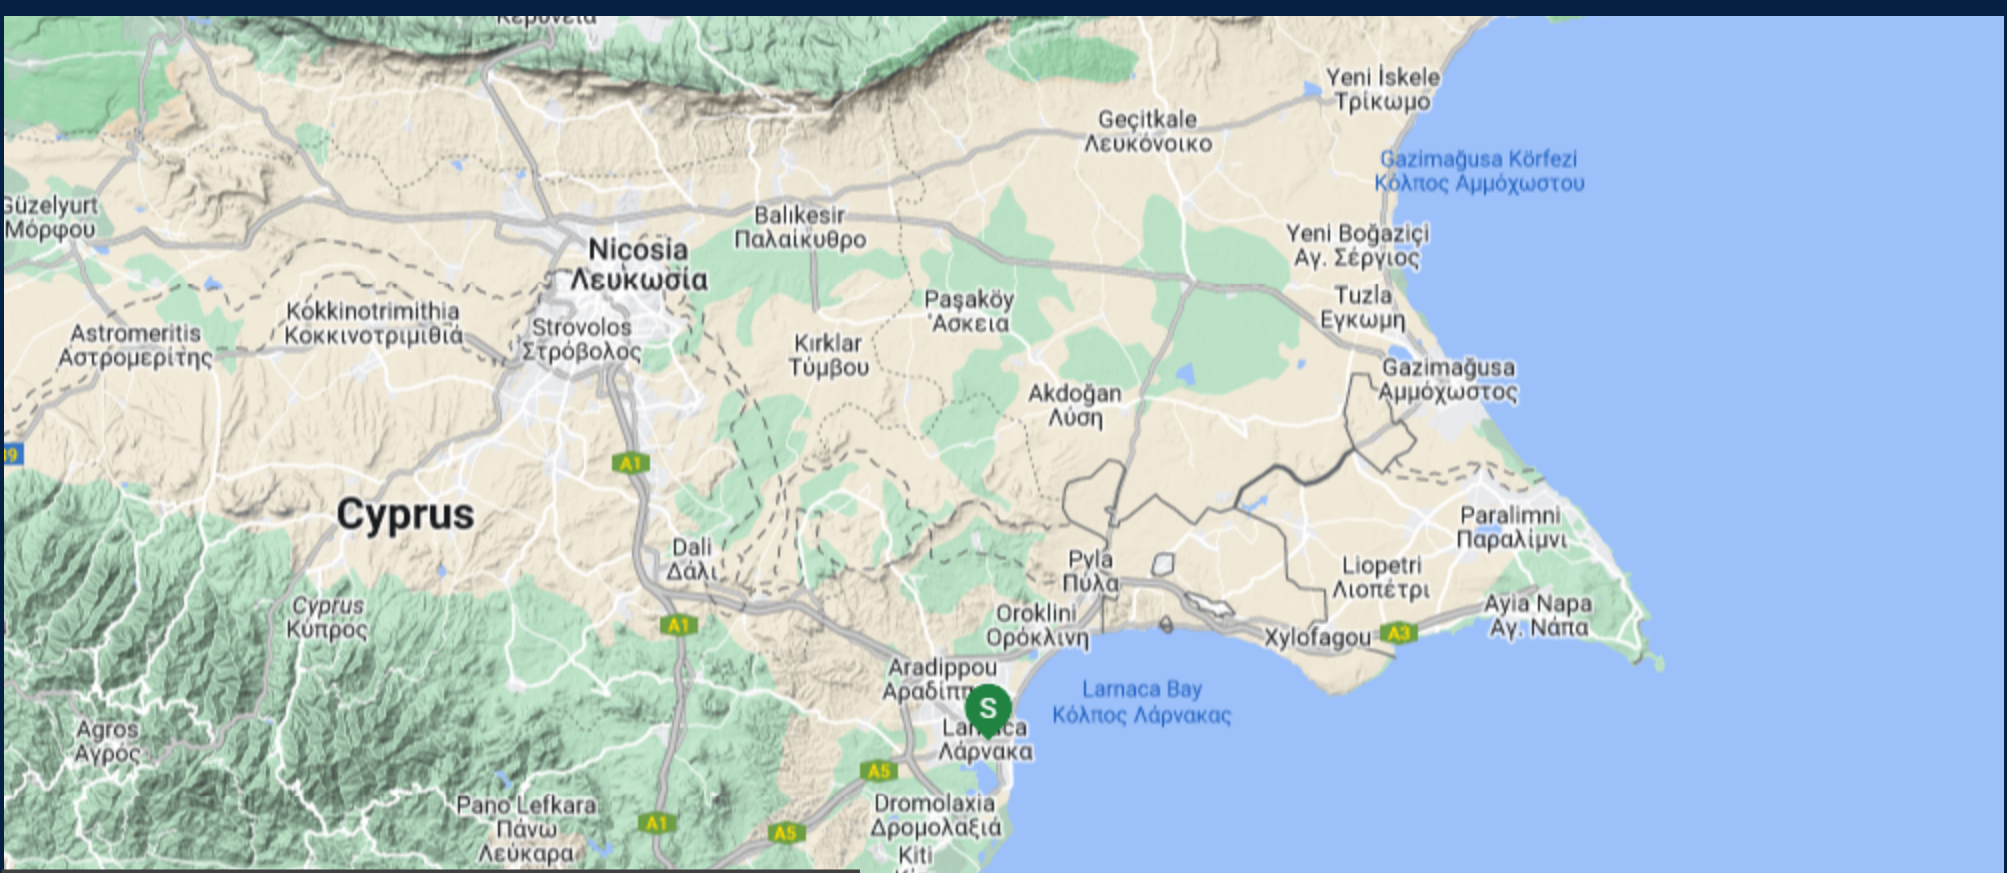 Κερύνεια
Yeni İskele
Τρίκωμο
Geçitkale
Λευκόνοικο
Gazimağusa Körfezi
Κόλπος Αμμόχωστου
Güzelyurt
Μόρφου
Balıkesir
Παλαίκυθρο
Nicosia
Λευκωσία
Yeni Boğaziçi
Αγ. Σέργιος
Kokkinotrimithia
Κοκκινοτριμιθιά
Paşaköy
Άσκεια
Tuzla
Εγκωμη
Astromeritis
Αστρομερίτης
Strovolos
Στρόβολος
Kırklar
Τύμβου
Gazimağusa
Αμμόχωστος
Akdoğan
Λύση
A1
Cyprus
Paralimni
Παραλίμνι
Dali
Δάλι
Pyla
Πύλα
Liopetri
Λιοπέτρι
Cyprus
Κύπρος
A1
Oroklini
Ορόκλινη
Xylofagou
A3
Ayia Napa
Αγ. Νάπα
Aradippou
S
Larnaca
Λάρνακα
Larnaca Bay
Κόλπος Λάρνακας
Agros
Αγρός
A5
Pano Lefkara
Πάνω
Λεύκαρα
A1
A5
Dromolaxia
Δρομολαξιά
Kiti